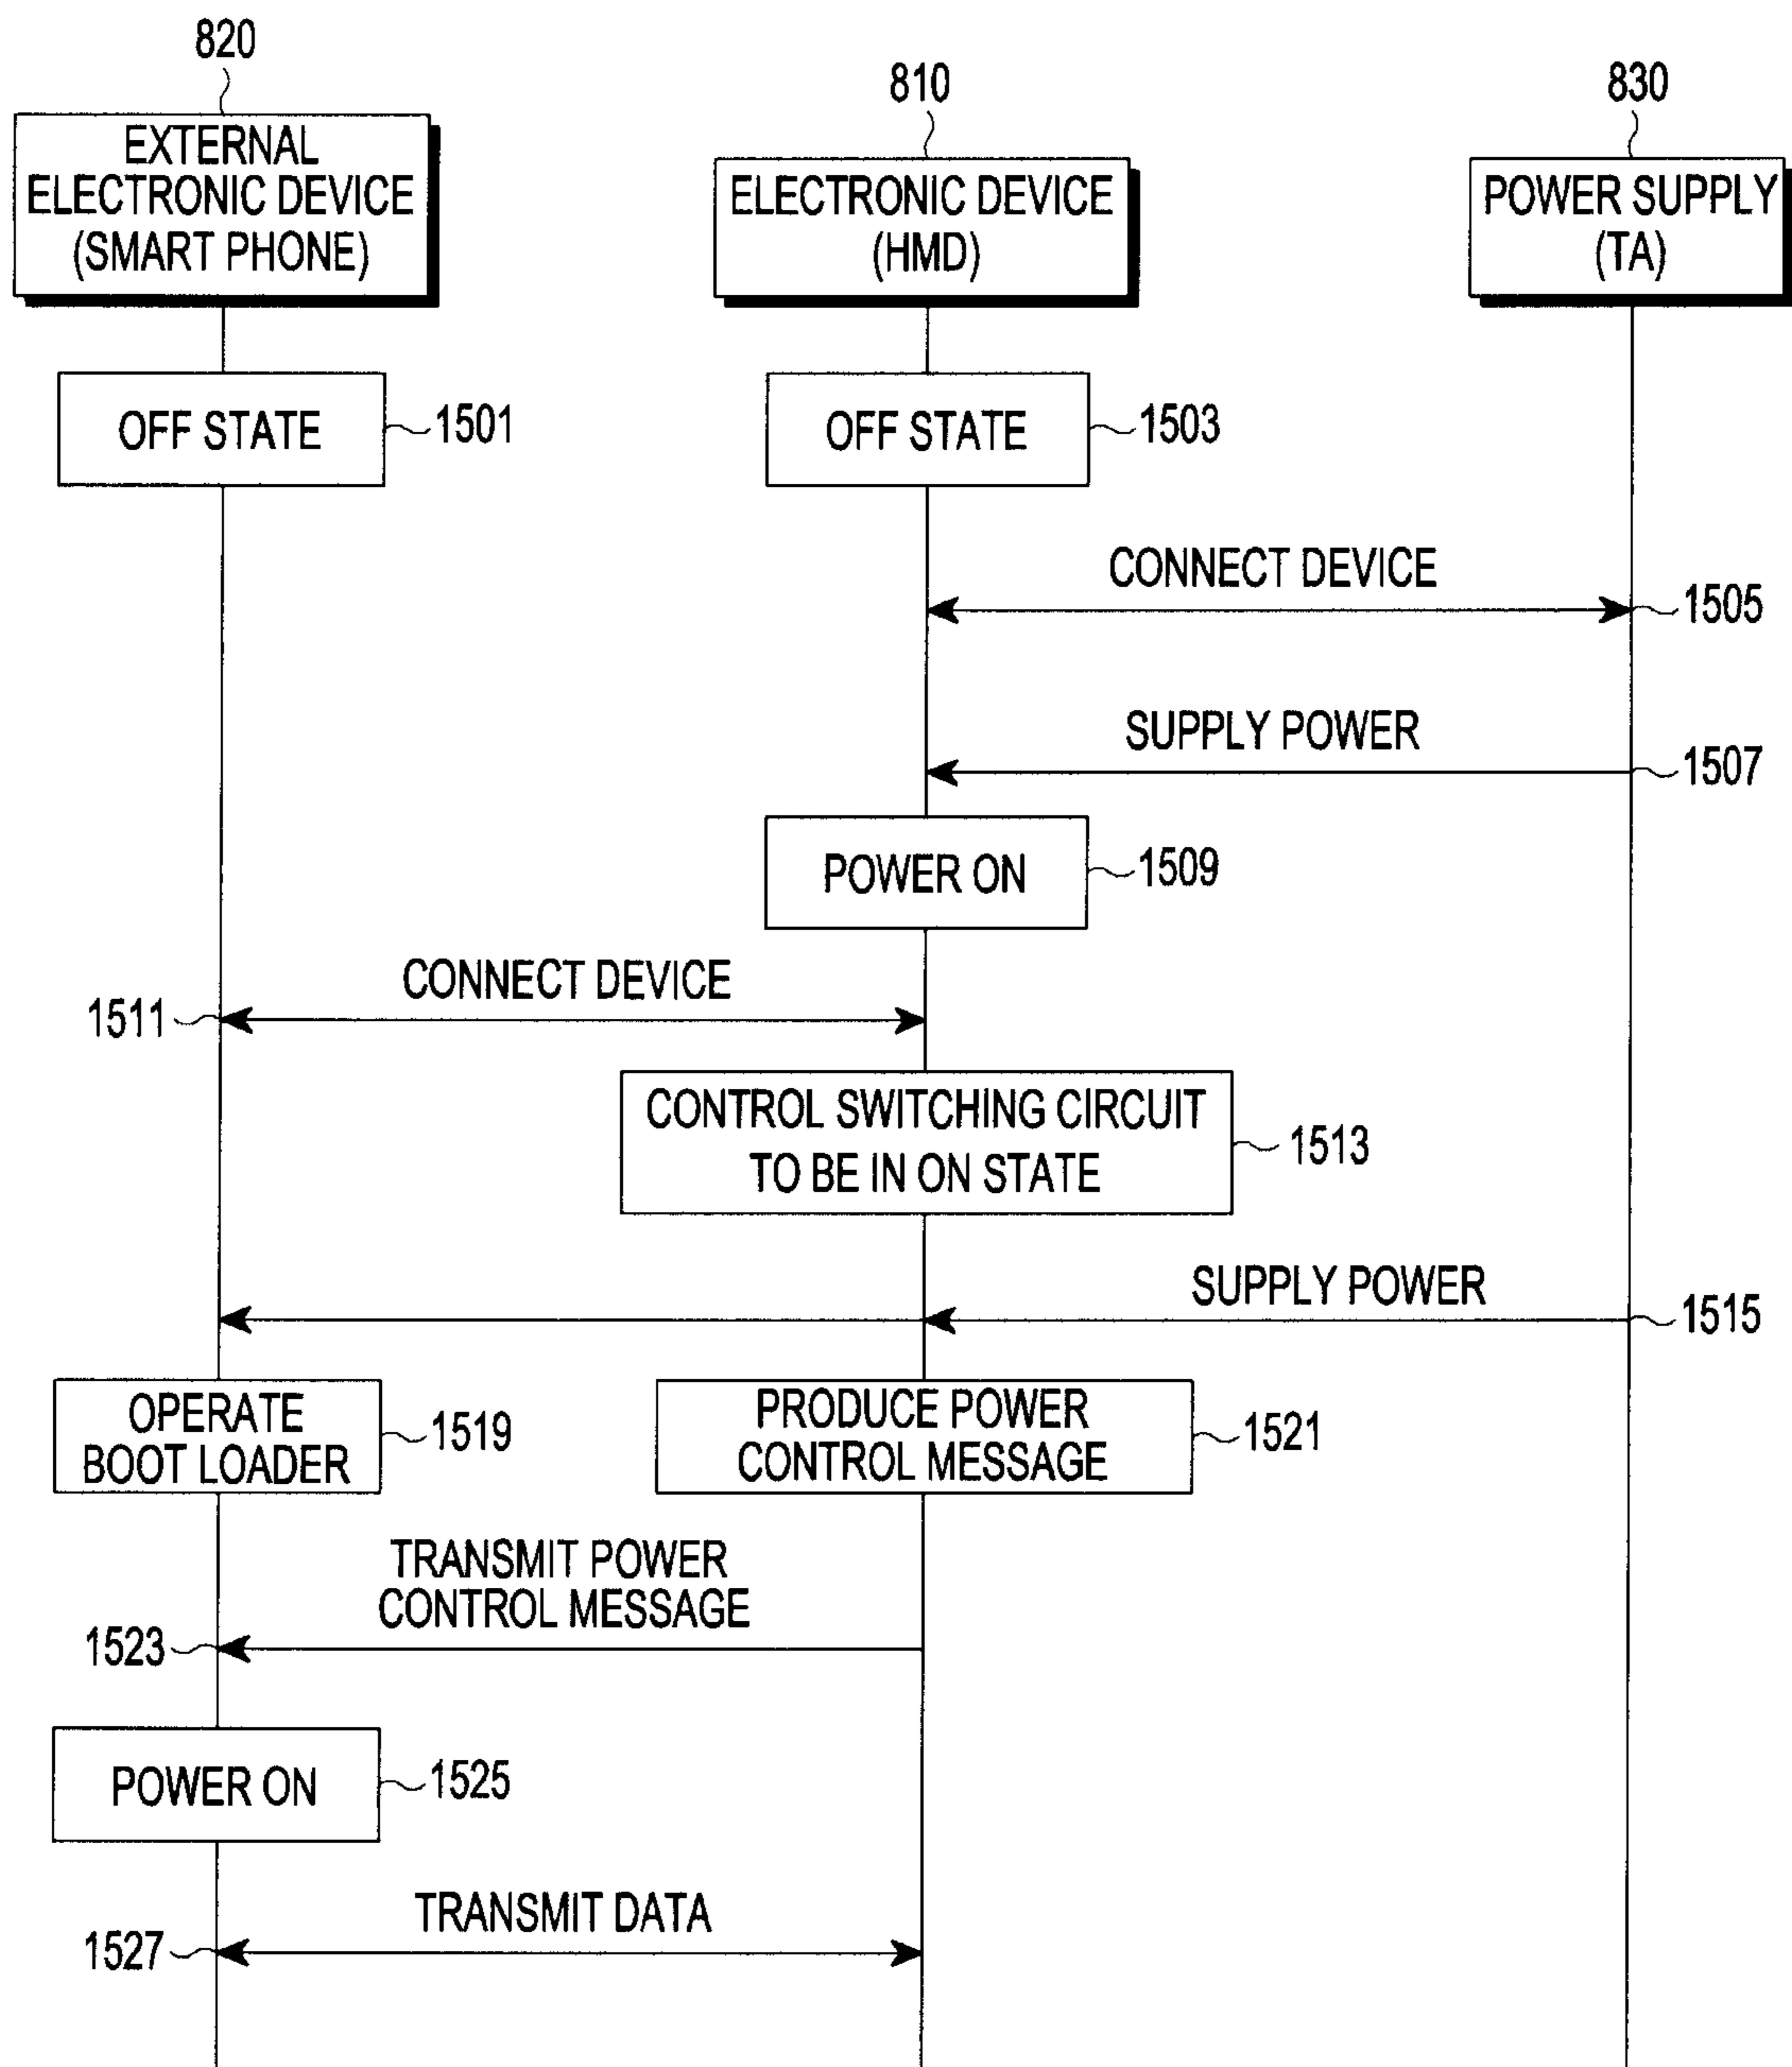 820
810
830
EXTERNAL
ELECTRONIC DEVICE
(SMART PHONE)
ELECTRONIC DEVICE
(HMD)
POWER SUPPLY
(TA)
OFF STATE
1501
OFF STATE
1503
CONNECT DEVICE
1505
SUPPLY POWER
1507
POWER ON
1509
CONNECT DEVICE
1511
CONTROL SWITCHING CIRCUIT
TO BE IN ON STATE
1513
SUPPLY POWER
1515
OPERATE
BOOT LOADER
1519
PRODUCE POWER
CONTROL MESSAGE
1521
TRANSMIT POWER
CONTROL MESSAGE
1523
POWER ON
1525
TRANSMIT DATA
1527